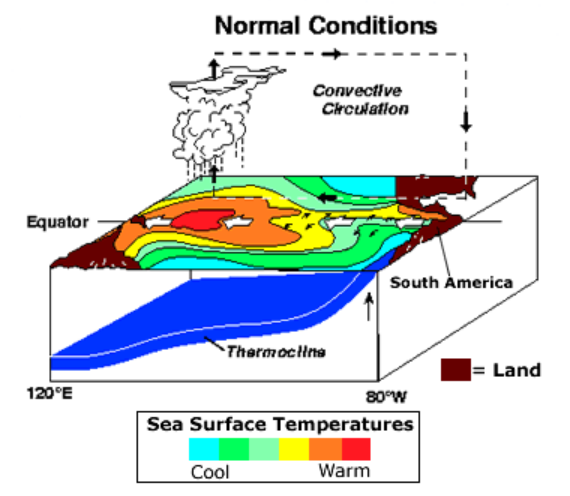 Normal Conditions
Convective
Circulation
Equator
South America
Thermocline
= Land
120°E
80°W
Sea Surface Temperatures
Cool
Warm